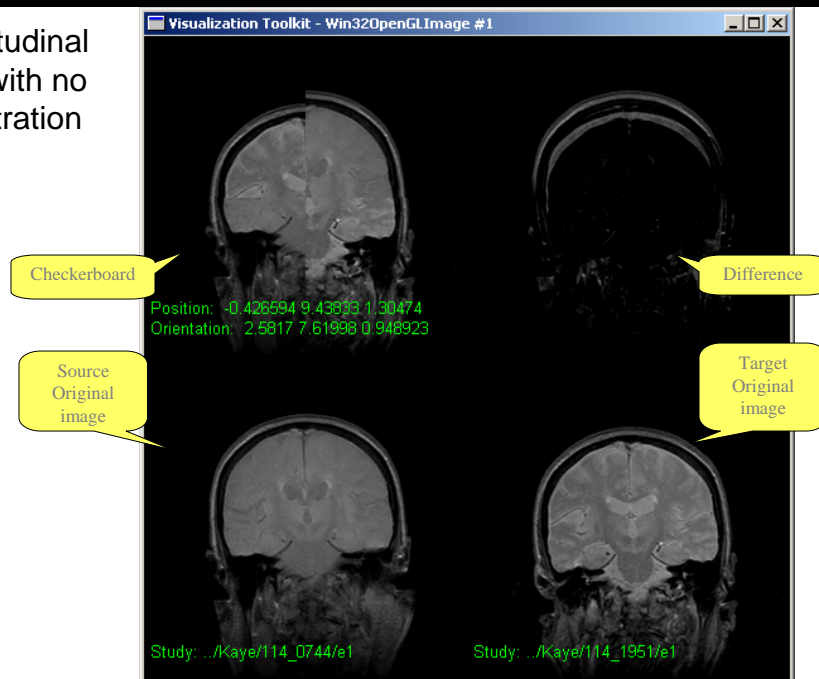 Visualization Toolkit - Win32OpenGLImage #1
tudinal
with no
tration
Checkerboard
Difference
Position: -0.426594 9.43833 1.30474
Orientation: 2.5817 7.61998 0.948923
Source
Original
image
Target
Original
image
Study: ../Kaye/114_0744/e1
Study: ../Kaye/114_1951/e1